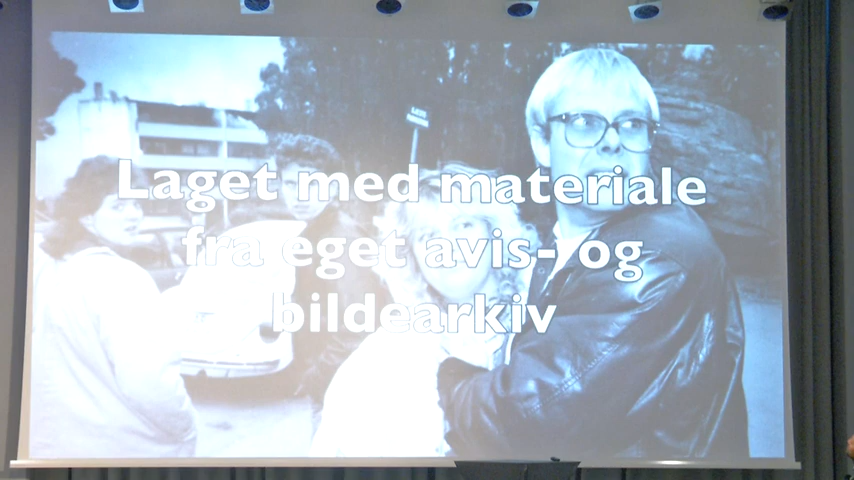 Laget med materiale
fra eget avis- og
bildearkiv